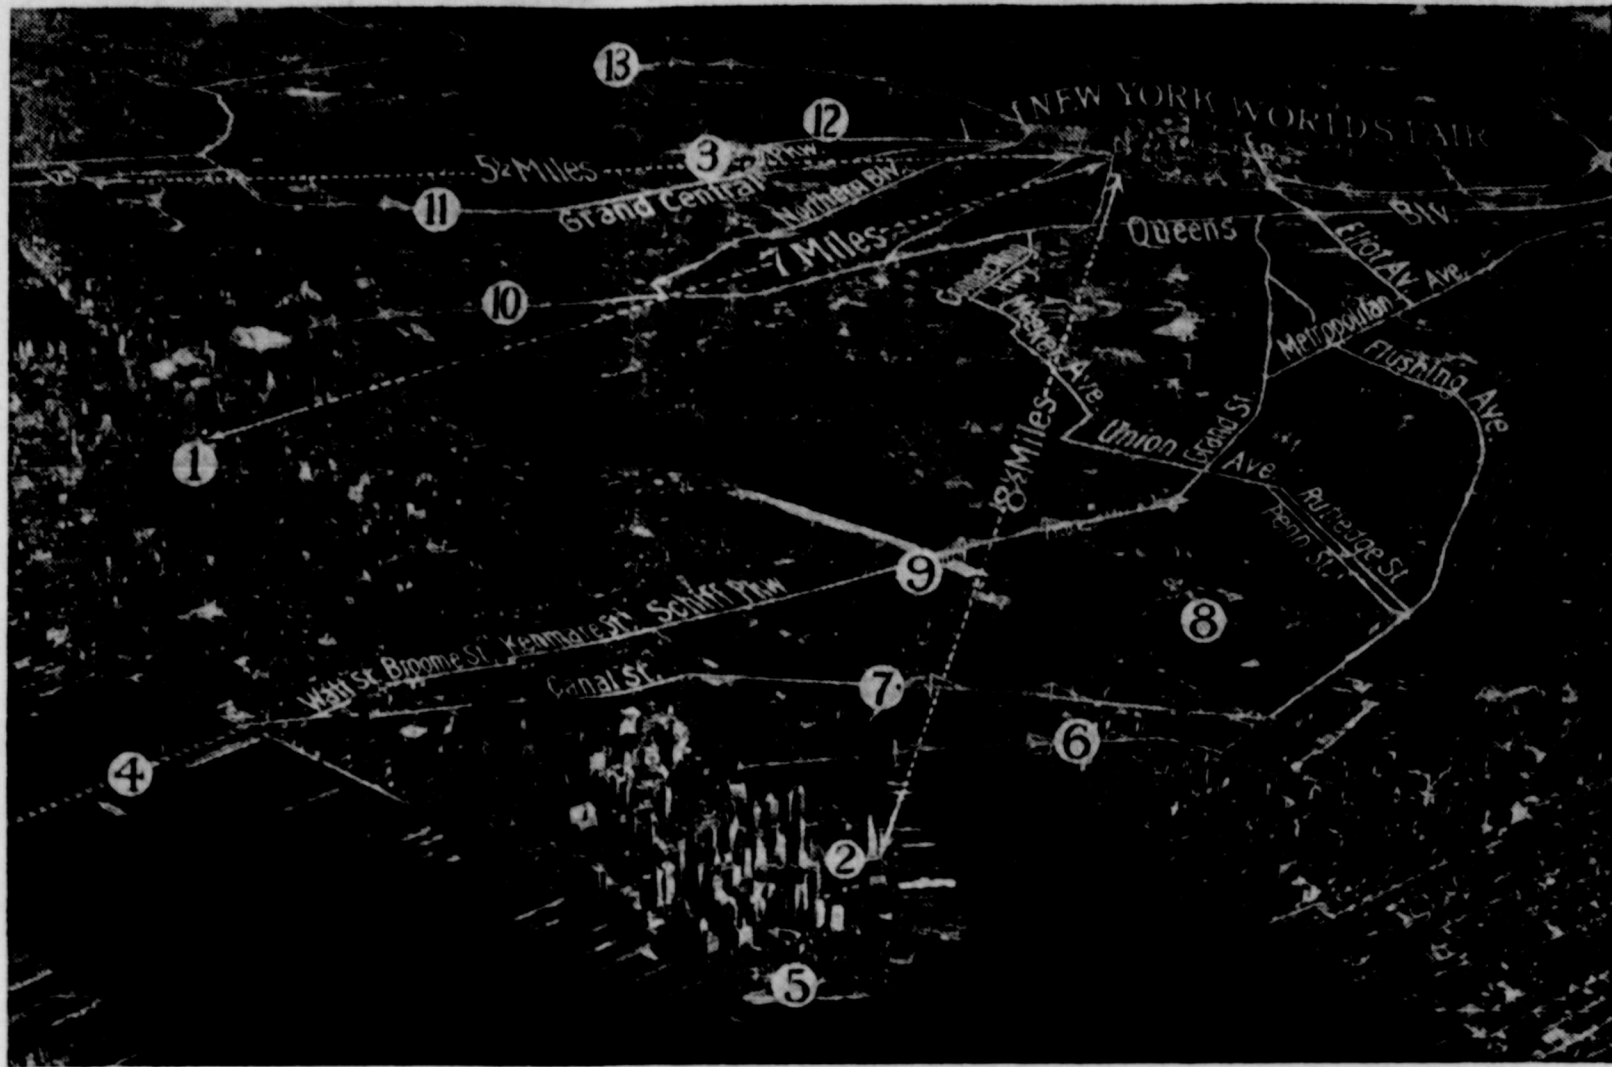 13
NEW YORK WORLDS FAIR
12
3
5½ Miles
Pkw.
Grand Central
11
Northern Blv.
7 Miles
Queens
Blv.
Eliot Av.
10
Connecting
Hwy
Meeker Ave.
Metropolitan Ave.
Flushing Ave.
1
8½ Miles
Union Ave.
Grand St
Rutledge St
Penn St.
9
8
Watt St. Broome St. Kenmare St. Schiff Pkw
Canal St.
7
6
4
2
5